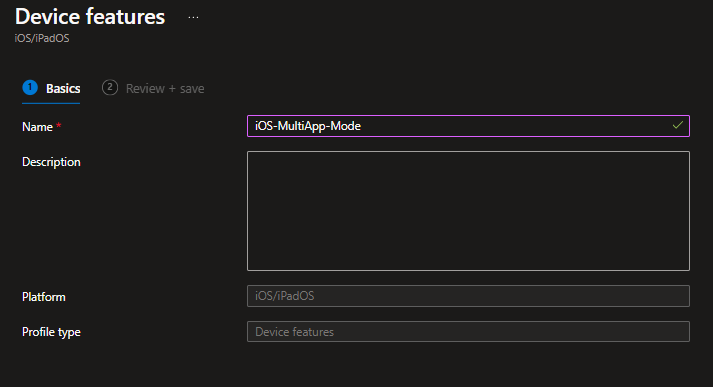 Device features ...
iOS/iPadOS
1 Basics 2 Review + save
Name * iOS-MultiApp-Mode
Description
Platform iOS/iPadOS
Profile type Device features